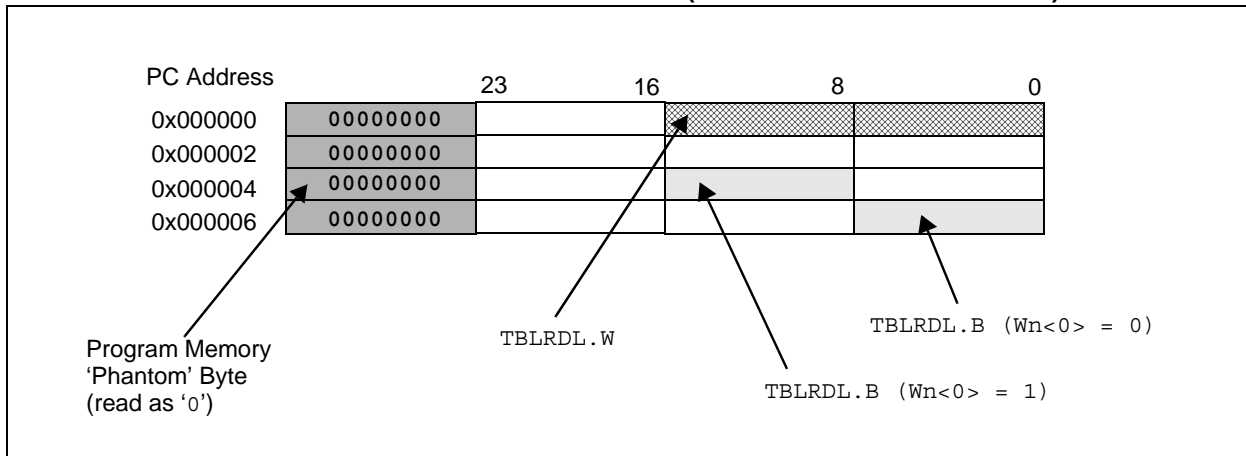 (
)
PC Address
23 16 8 0
0x000000 00000000
0x000002 00000000
0x000004 00000000
0x000006 00000000
TBLRDL.W
TBLRDL.B (Wn<0> = 0)
TBLRDL.B (Wn<0> = 1)
Program Memory
‘Phantom’ Byte
(read as ‘0’)